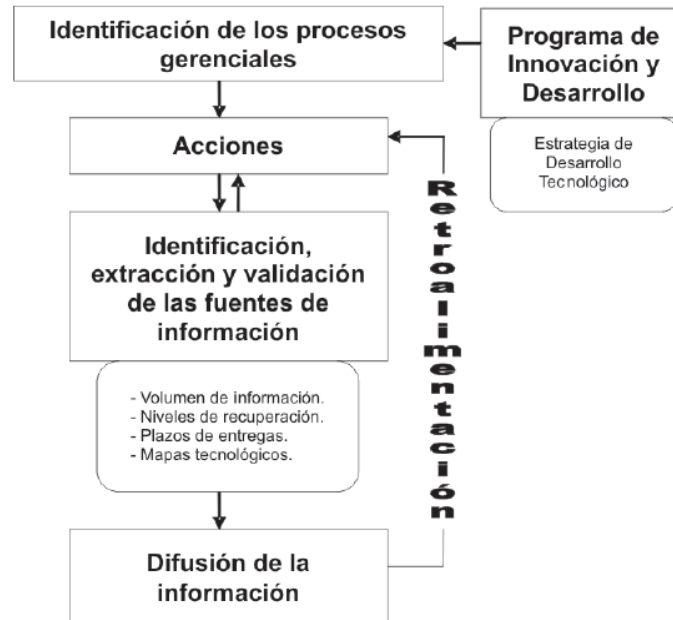 Identificación de los procesos
gerenciales
Programa de
Innovación y
Desarrollo
Estrategia de
Desarrollo
Tecnológico
Acciones
Identificación,
extracción y validación
de las fuentes de
información
- Volumen de información.
- Niveles de recuperación.
- Plazos de entregas.
- Mapas tecnológicos.
Retroalimentación
Difusión de la
información